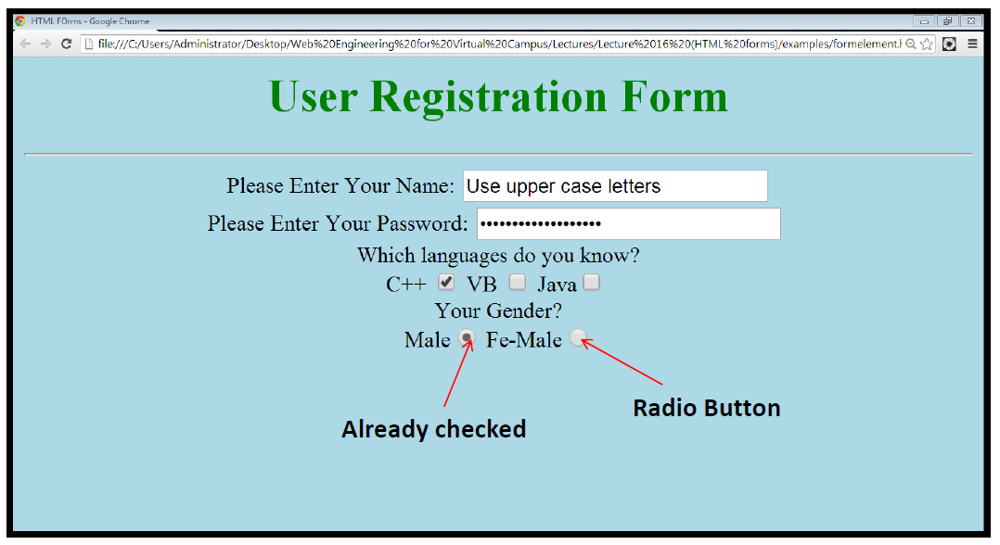 HTML FOrms - Google Chrome
file:///C:/Users/Administrator/Desktop/Web%20Engineering%20for%20Virtual%20Campus/Lectures/Lecture%2016%20(HTML%20forms)/examples/formelement.h
User Registration Form
Please Enter Your Name: Use upper case letters
Please Enter Your Password: •••••••••••••••••••
Which languages do you know?
C++ VB Java
Your Gender?
Male Fe-Male
Radio Button
Already checked